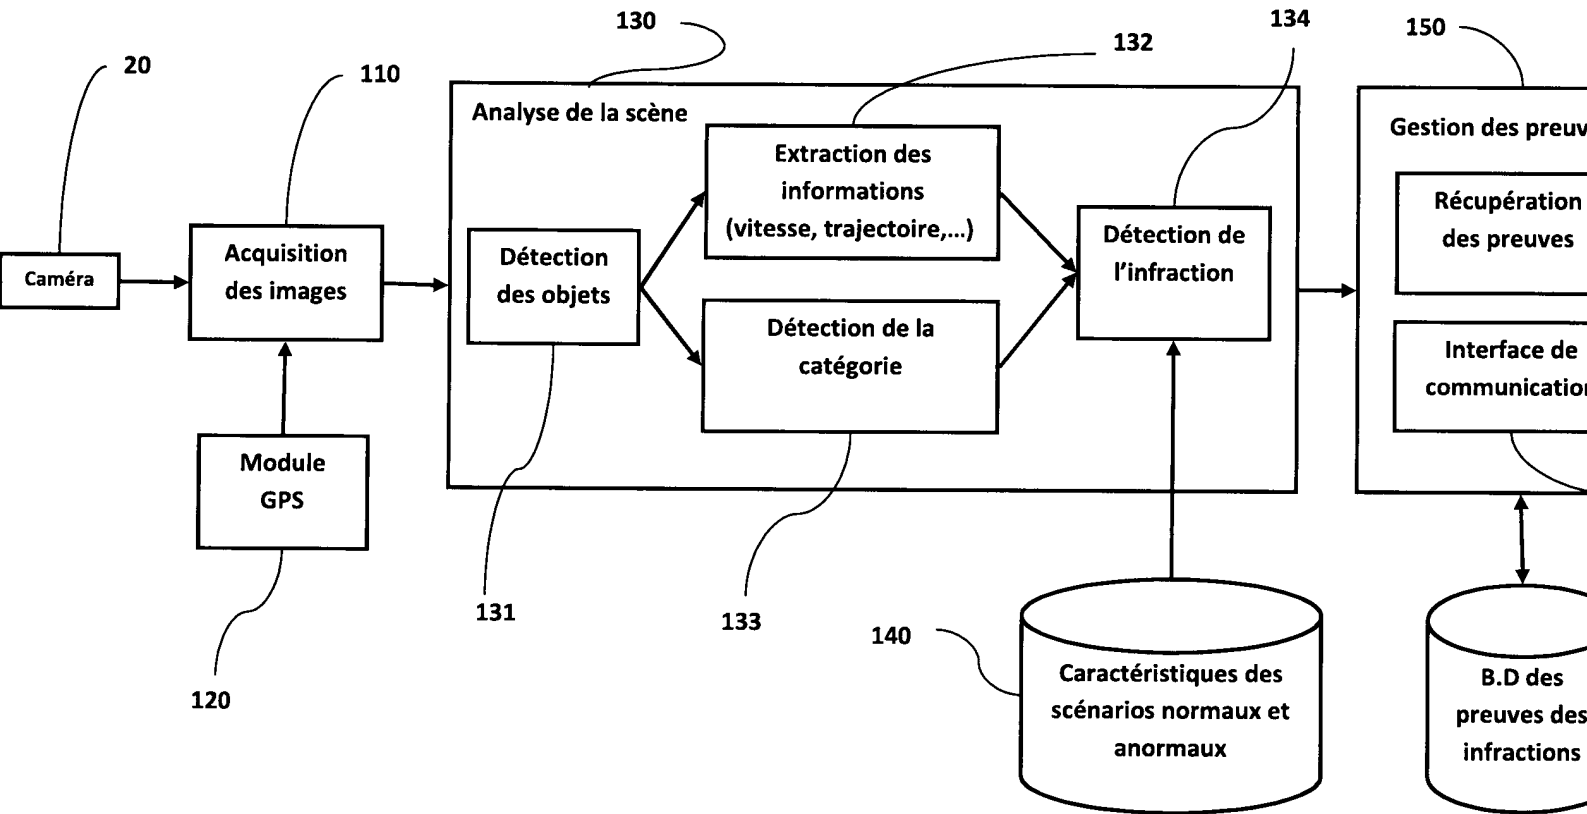 130
134
150
132
20
110
Analyse de la scène
Gestion des preuv
Extraction des
informations
(vitesse, trajectoire,...)
Récupération
des preuves
Acquisition
des images
Détection
des objets
Détection de
l'infraction
Caméra
Détection de la
catégorie
Interface de
communication
Module
GPS
131
133
140
120
Caractéristiques des
scénarios normaux et
anormaux
B.D des
preuves des
infractions